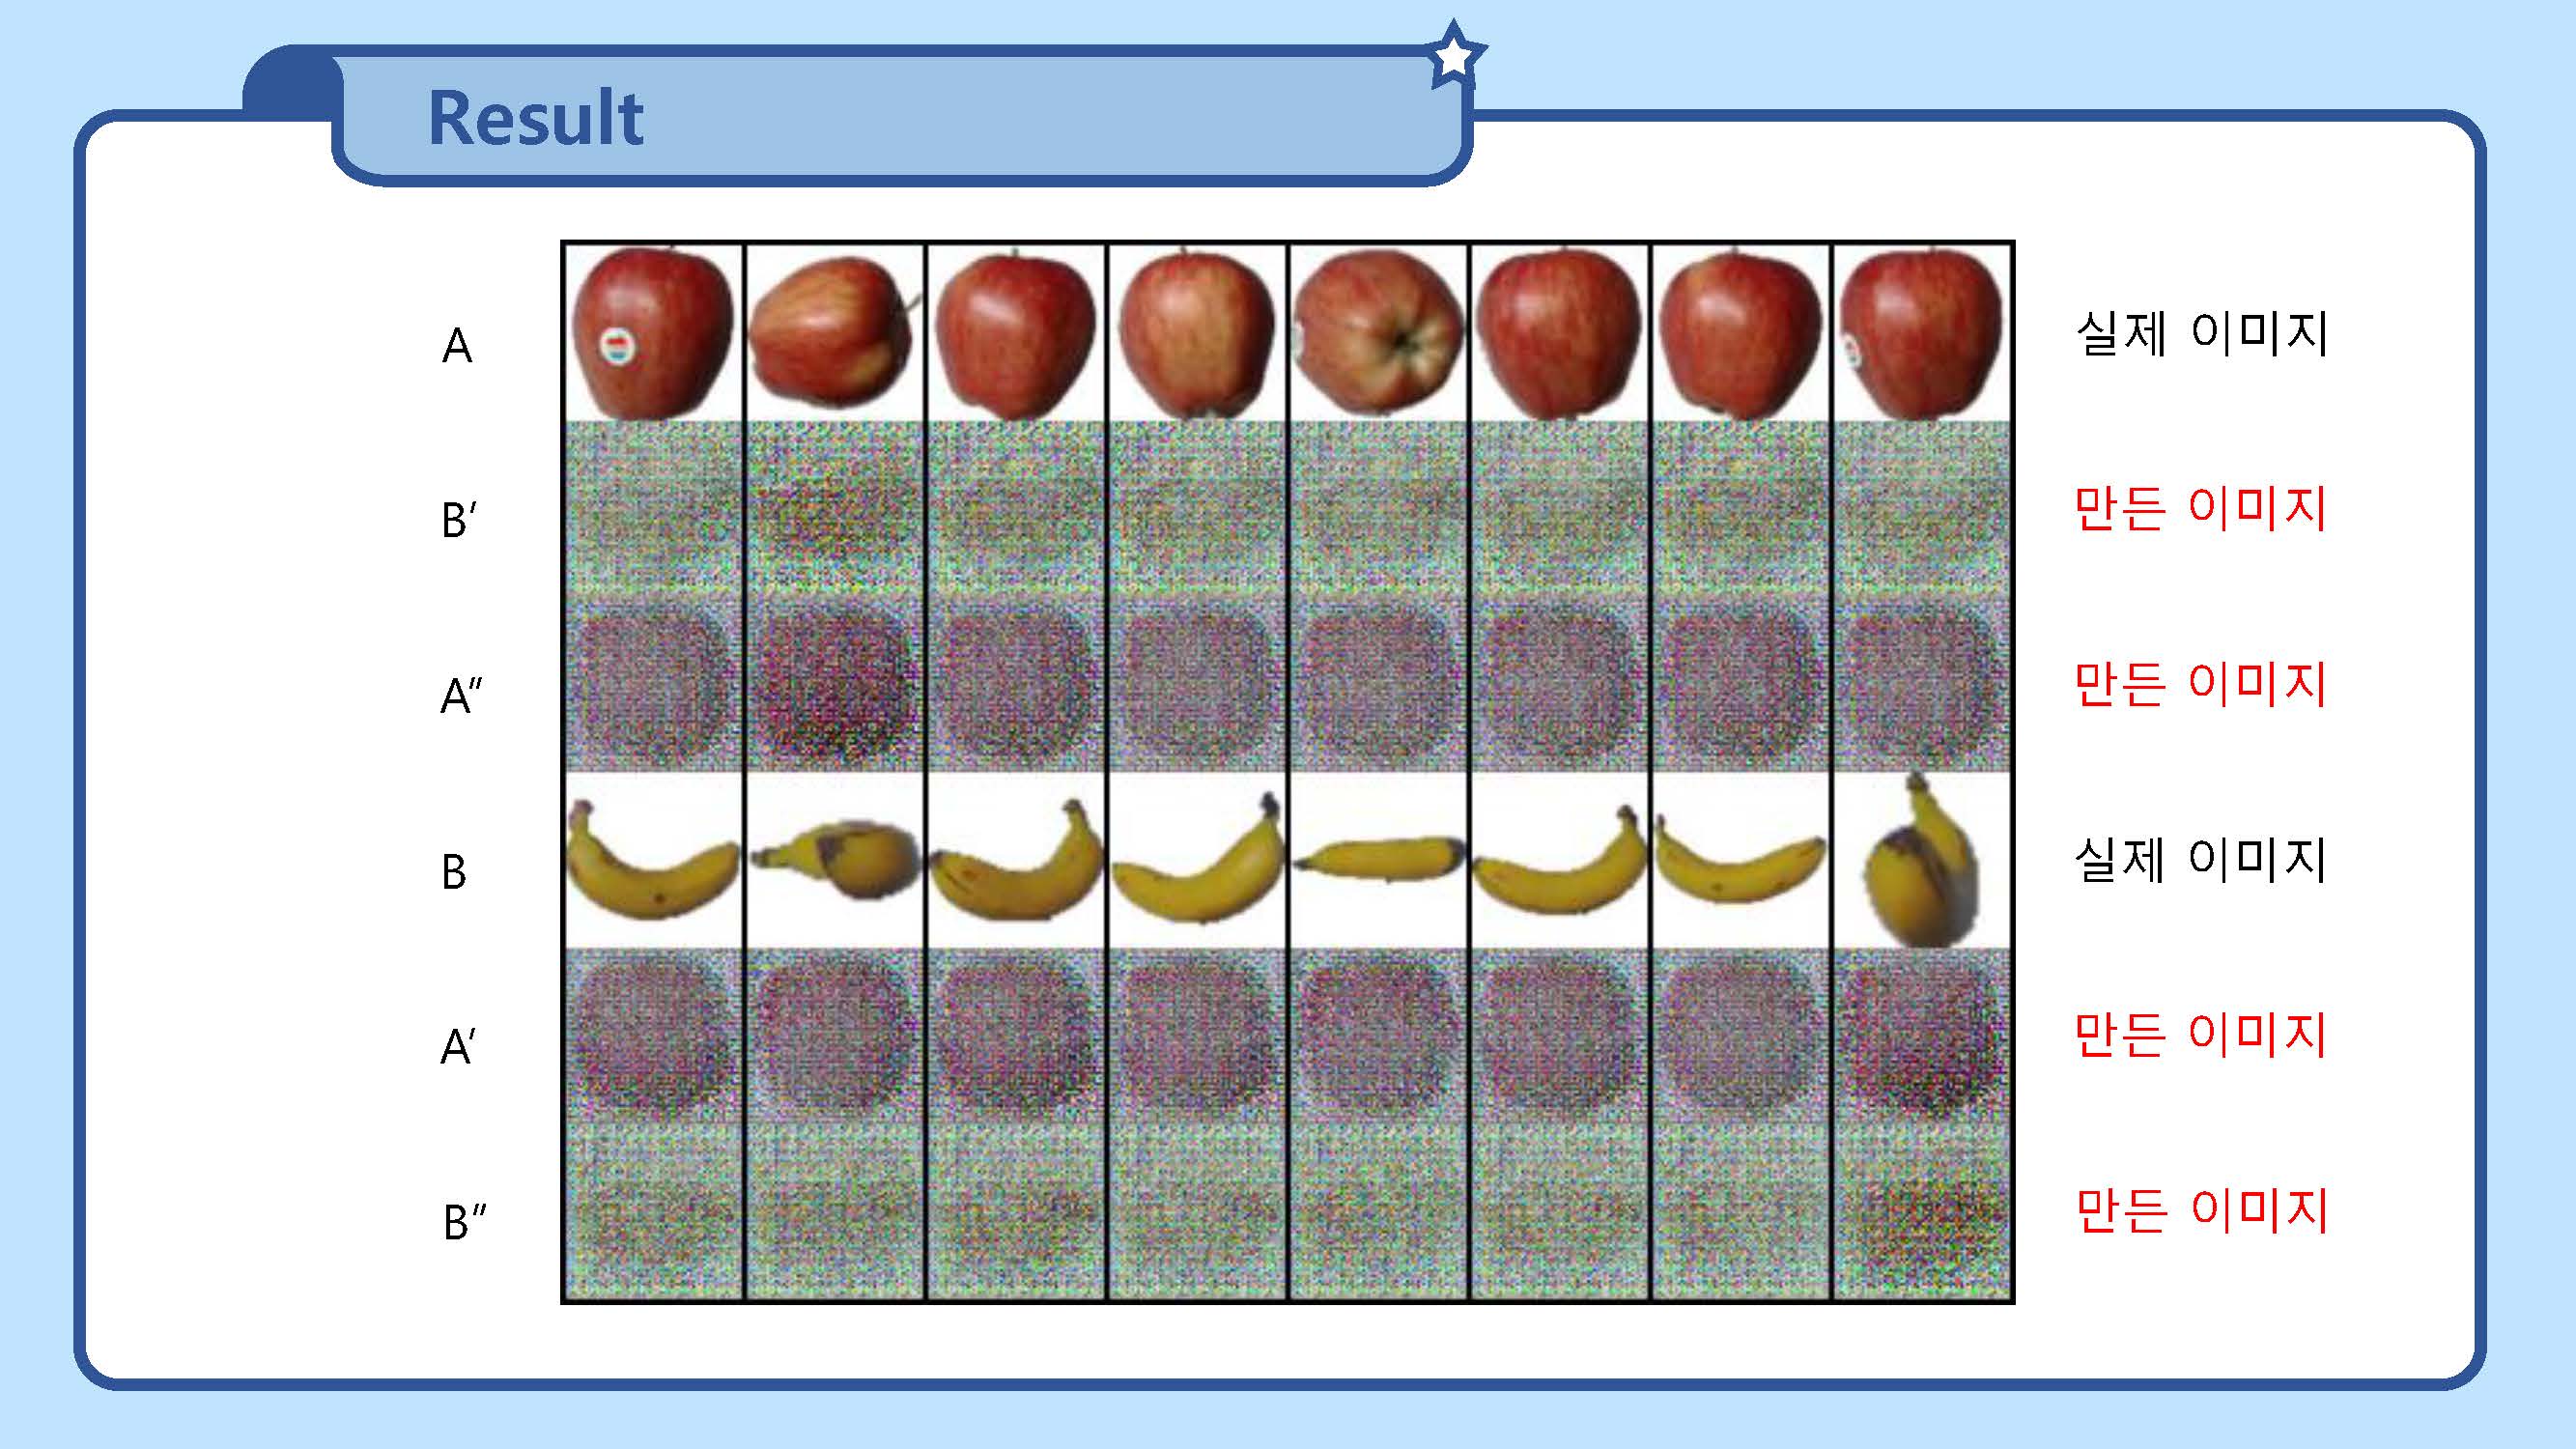 Result
A 실제 이미지
B′ 만든 이미지
A″ 만든 이미지
B 실제 이미지
A′ 만든 이미지
B″ 만든 이미지